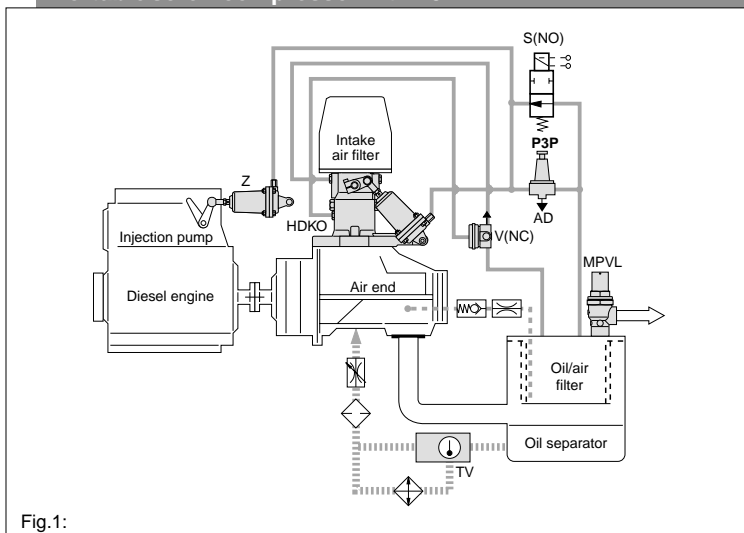 S(NO)
P3P
AD
Intake
air filter
Z
HDKO
V(NC)
MPVL
Injection pump
Diesel engine
Air end
Oil/air
filter
Oil separator
TV
Fig.1: